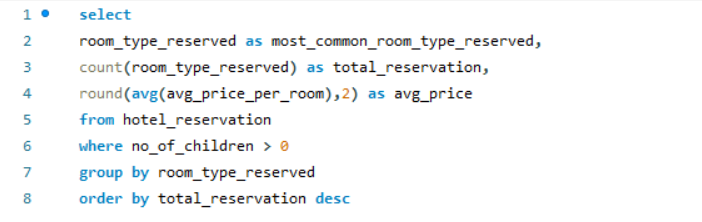 1 select
2 room_type_reserved as most_common_room_type_reserved,
3 count(room_type_reserved) as total_reservation,
4 round(avg(avg_price_per_room),2) as avg_price
5 from hotel_reservation
6 where no_of_children > 0
7 group by room_type_reserved
8 order by total_reservation desc